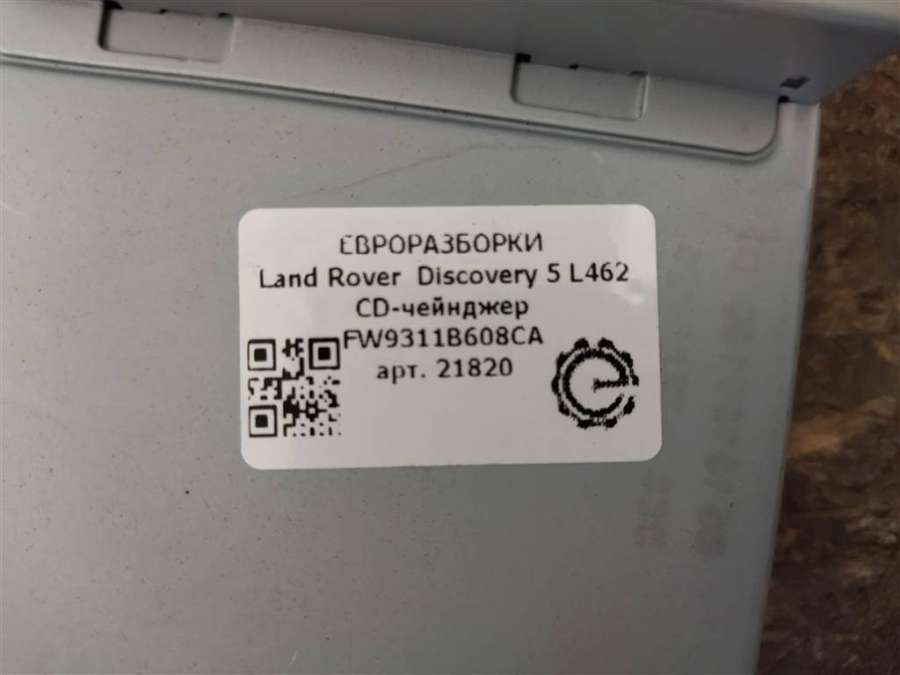 ЕВРОРАЗБОРКИ
Land Rover Discovery 5 L462
CD-чейнджер
FW9311B608CA
арт. 21820